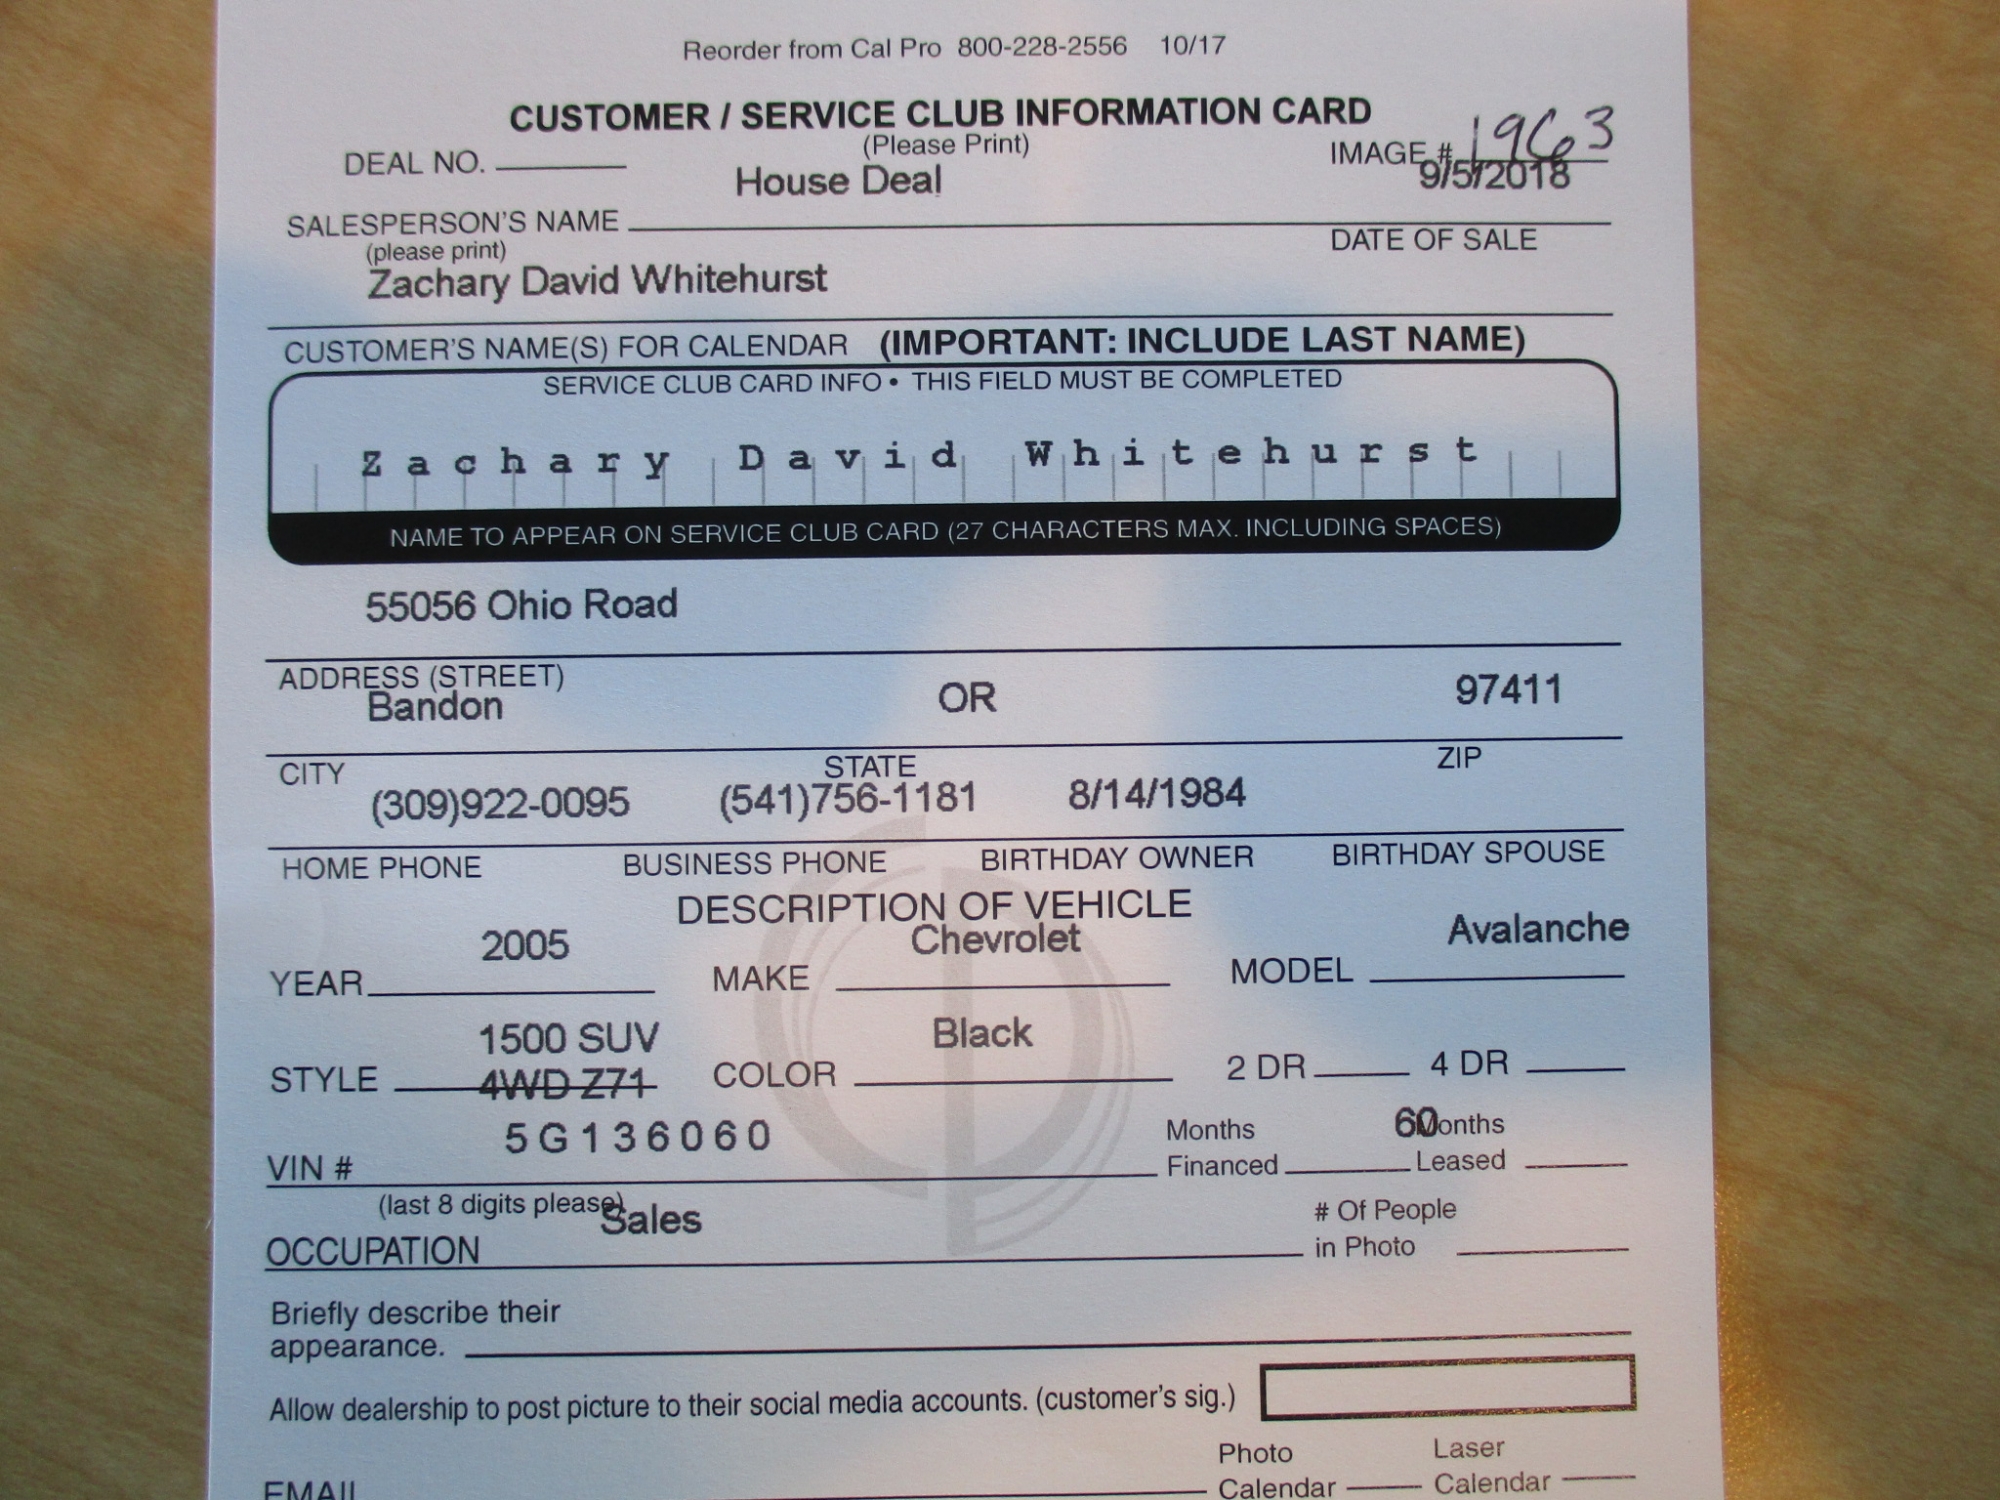 Reorder from Cal Pro 800-228-2556 10/17
CUSTOMER / SERVICE CLUB INFORMATION CARD
(Please Print)
DEAL NO.
IMAGE # 1963
House Deal
9/5/2018
SALESPERSON'S NAME
(please print)
DATE OF SALE
Zachary David Whitehurst
CUSTOMER'S NAME(S) FOR CALENDAR (IMPORTANT: INCLUDE LAST NAME)
SERVICE CLUB CARD INFO • THIS FIELD MUST BE COMPLETED
Zachary David Whitehurst
NAME TO APPEAR ON SERVICE CLUB CARD (27 CHARACTERS MAX. INCLUDING SPACES)
55056 Ohio Road
ADDRESS (STREET)
Bandon OR 97411
CITY STATE ZIP
(309)922-0095 (541)756-1181 8/14/1984
HOME PHONE BUSINESS PHONE BIRTHDAY OWNER BIRTHDAY SPOUSE
DESCRIPTION OF VEHICLE
2005 Chevrolet Avalanche
YEAR MAKE MODEL
1500 SUV Black
STYLE 4WD Z71 COLOR 2 DR 4 DR
5G136060
Months 60 Months
VIN # Financed Leased
(last 8 digits please)
Sales
# Of People
OCCUPATION in Photo
Briefly describe their
appearance.
Allow dealership to post picture to their social media accounts. (customer's sig.)
Photo Laser
EMAIL Calendar Calendar